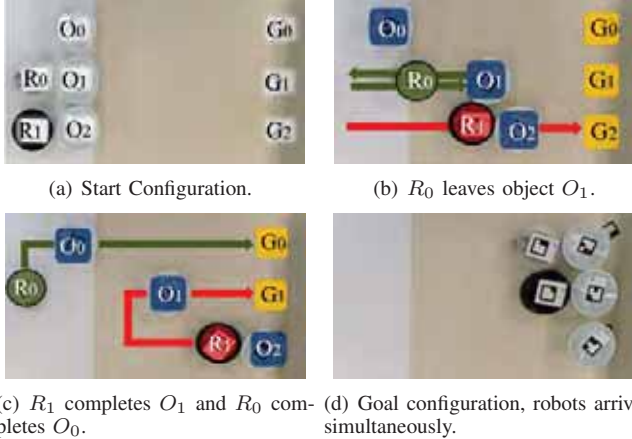 O0 G0
R0 O1 G1
R1 O2 G2
(a) Start Configuration.
O0 G0
R0 O1 G1
R1 O2 G2
(b) R0 leaves object O1.
O0 G0
R0 O1 G1
R1 O2
(c) R1 completes O1 and R0 com-
pletes O0.
(d) Goal configuration, robots arriv
simultaneously.